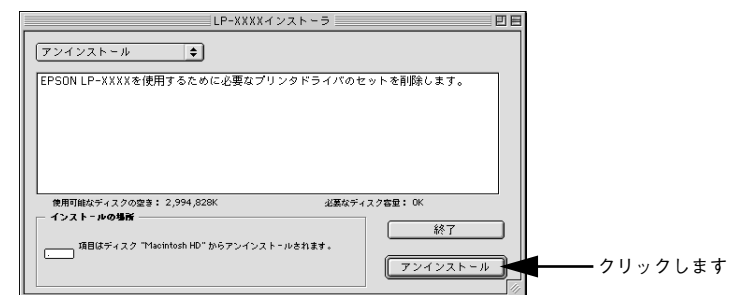 LP-XXXXインストーラ
アンインストール
EPSON LP-XXXXを使用するために必要なプリンタドライバのセットを削除します。
使用可能なディスクの空き： 2,994,828K 必要なディスク容量： 0K
インストールの場所
終了
項目はディスク "Macintosh HD" からアンインストールされます。
アンインストール
クリックします